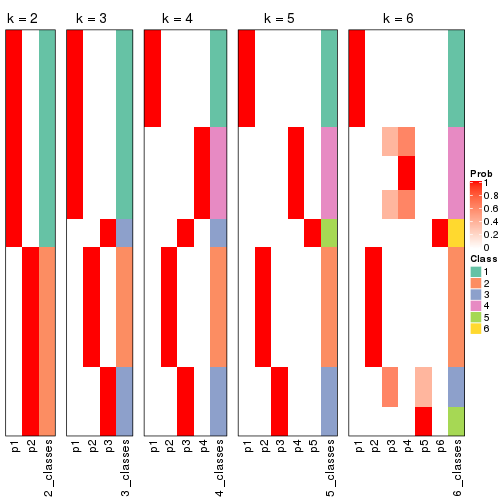 k = 2
k = 3
k = 4
k = 5
k = 6
Prob
1
0.8
0.6
0.4
0.2
0
Class
1
2
3
4
5
6
p1
p2
2_classes
p1
p2
p3
3_classes
p1
p2
p3
p4
4_classes
p1
p2
p3
p4
p5
5_classes
p1
p2
p3
p4
p5
p6
6_classes